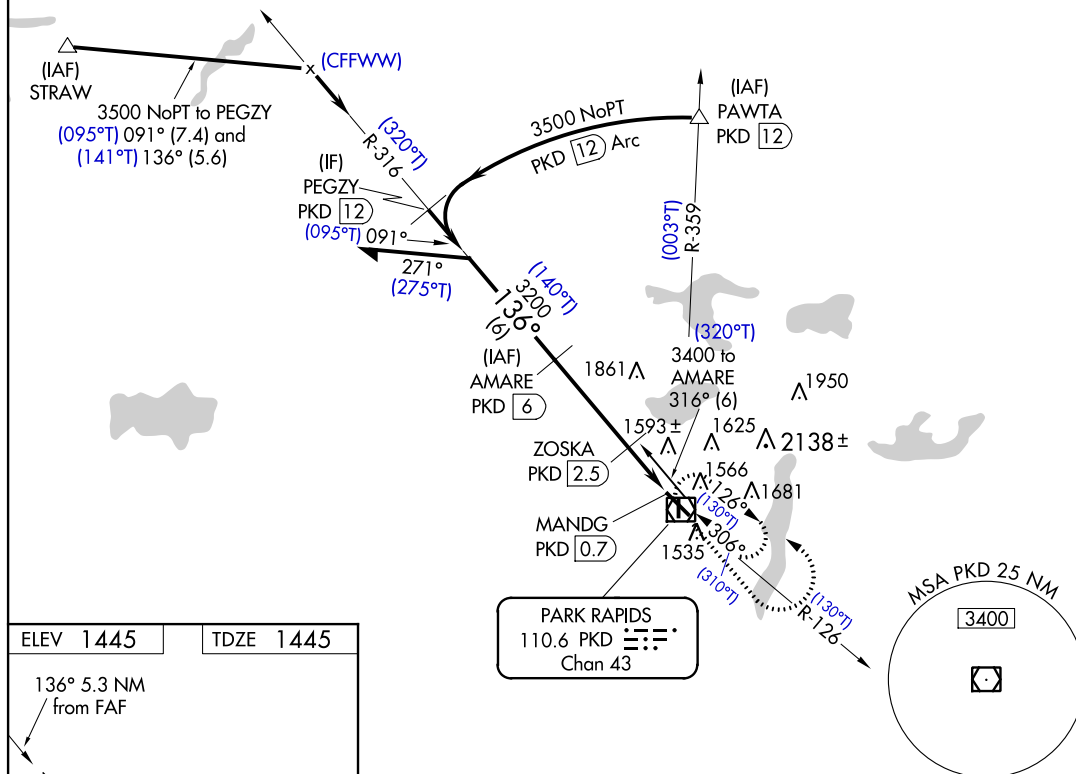 (IAF)
STRAW
3500 NoPT to PEGZY
(095°T) 091° (7.4) and
(141°T) 136° (5.6)
x (CFFWW)
(320°T)
R-316
3500 NoPT
PKD 12 Arc
(IAF)
PAWTA
PKD 12
(IF)
PEGZY
PKD 12
(095°T) 091°
271°
(275°T)
(003°T)
R-359
(140°T)
3200
136°
(6)
(IAF)
AMARE
PKD 6
(320°T)
3400 to
AMARE
316° (6)
1861
1950
1593 ±
1625
2138 ±
ZOSKA
PKD 2.5
1566
126°
(130°T)
1681
MANDG
PKD 0.7
306°
(310°T)
1535
(130°T)
R-126
PARK RAPIDS
110.6 PKD
Chan 43
MSA PKD 25 NM
3400
ELEV 1445
TDZE 1445
136° 5.3 NM
from FAF